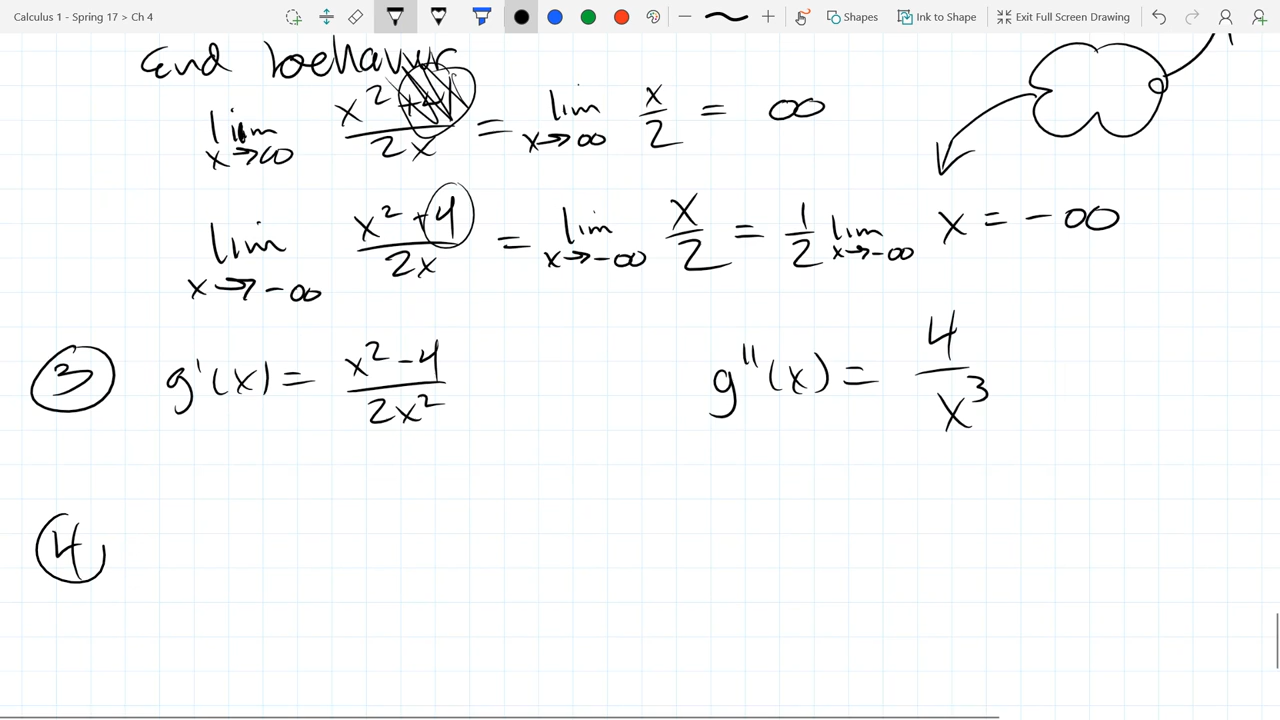 Calculus 1 - Spring 17 > Ch 4 Shapes Ink to Shape Exit Full Screen Drawing
End behavior
lim x→∞ x² +4 / 2x = lim x→∞ x/2 = ∞
lim x→-∞ x² +4 / 2x = lim x→-∞ x/2 = 1/2 lim x→-∞ x = -∞
③ g'(x) = x² - 4 / 2x² g''(x) = 4 / x³
④